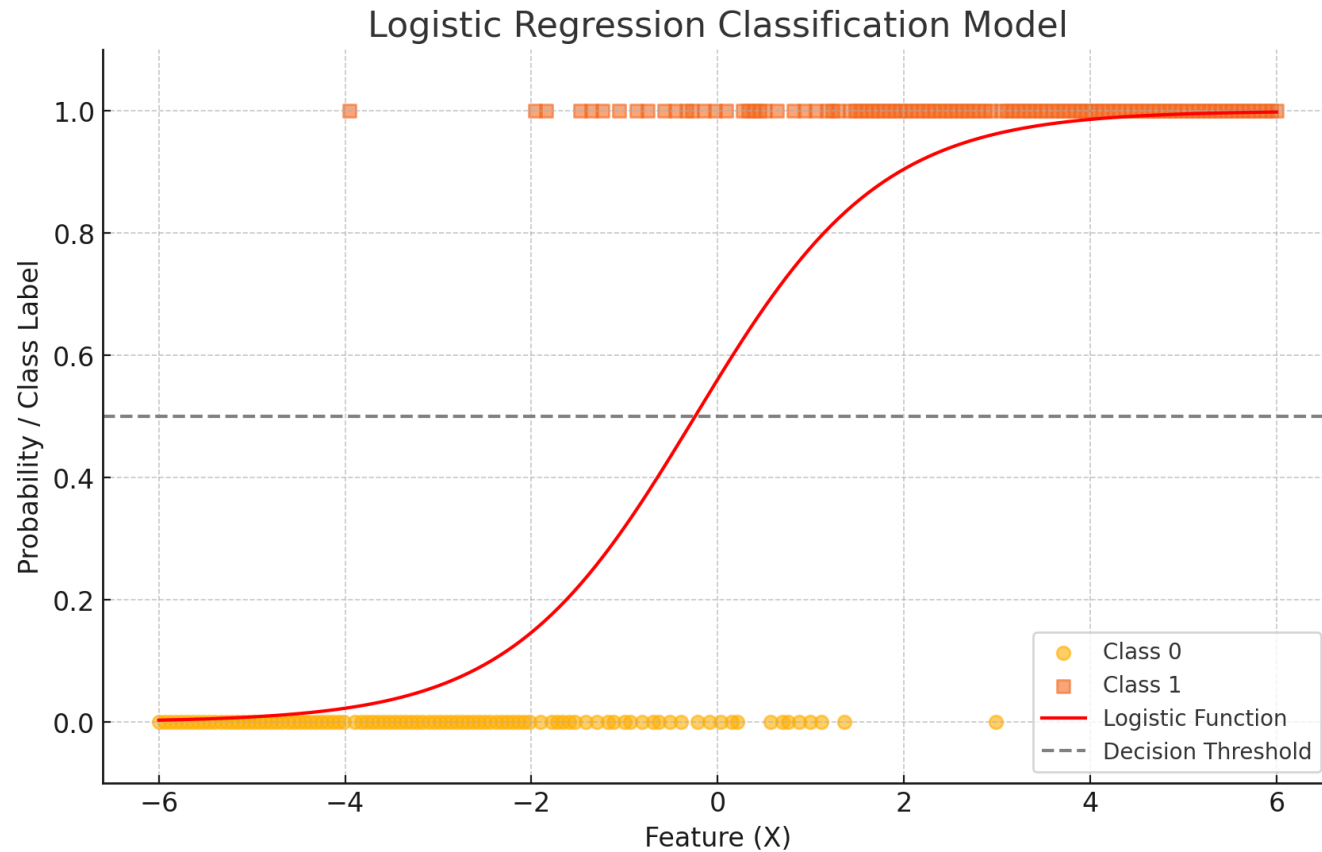 Logistic Regression Classification Model
Probability / Class Label
1.0
0.8
0.6
0.4
0.2
0.0
Class 0
Class 1
Logistic Function
Decision Threshold
−6 −4 −2 0 2 4 6
Feature (X)